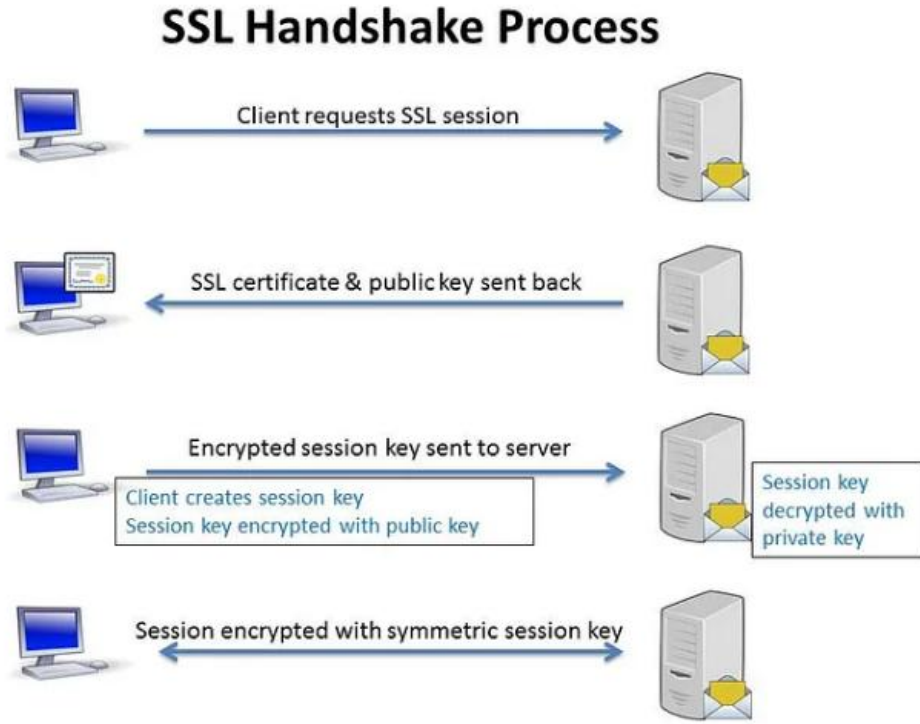 SSL Handshake Process
Client requests SSL session
SSL certificate & public key sent back
Encrypted session key sent to server
Client creates session key
Session key encrypted with public key
Session key
decrypted with
private key
Session encrypted with symmetric session key